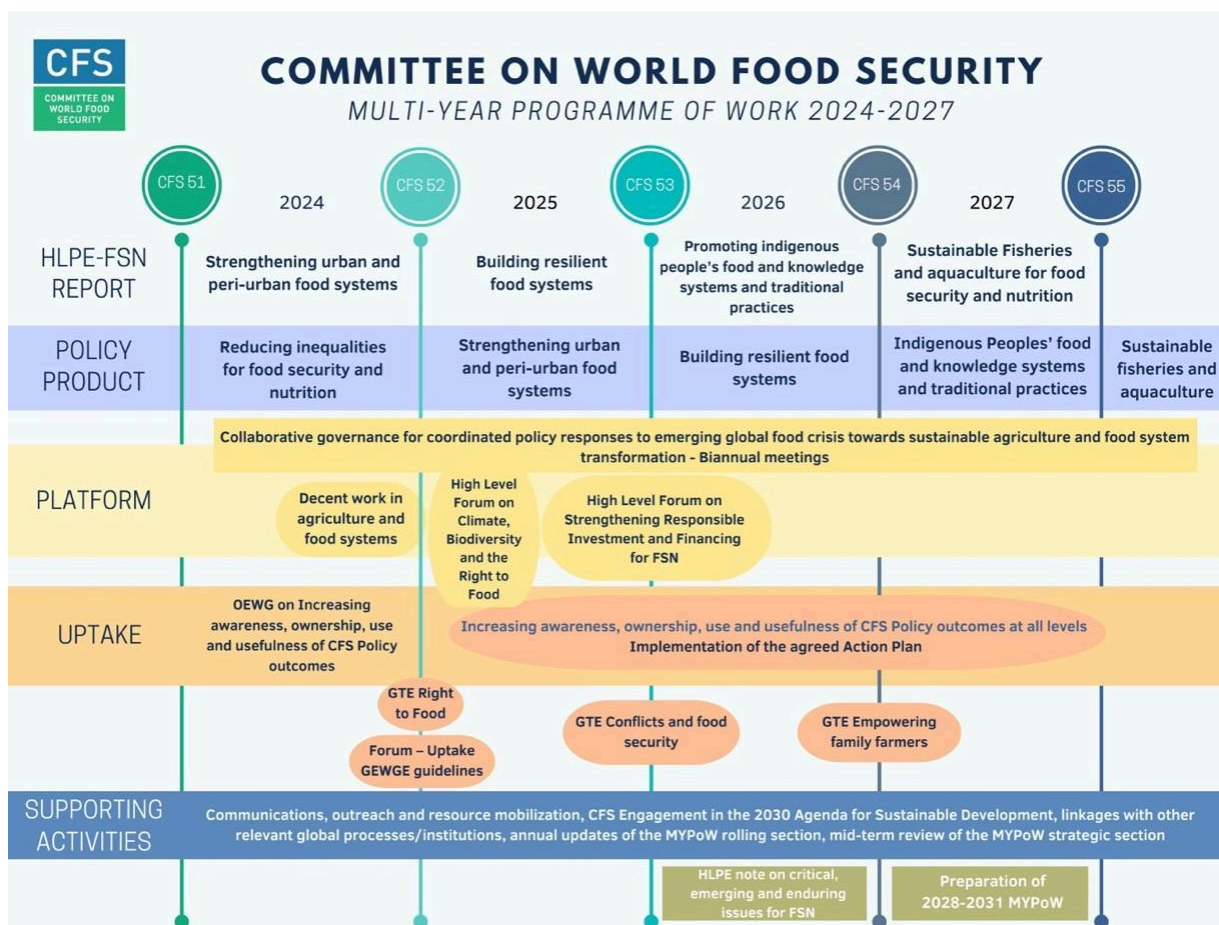 CFS
COMMITTEE ON
WORLD FOOD
SECURITY
COMMITTEE ON WORLD FOOD SECURITY
MULTI-YEAR PROGRAMME OF WORK 2024-2027
CFS 51
2024
CFS 52
2025
CFS 53
2026
CFS 54
2027
CFS 55
HLPE-FSN
REPORT
Strengthening urban and
peri-urban food systems
Building resilient
food systems
Promoting indigenous
people's food and knowledge
systems and traditional
practices
Sustainable Fisheries
and aquaculture for food
security and nutrition
POLICY
PRODUCT
Reducing inequalities
for food security and
nutrition
Strengthening urban
and peri-urban food
systems
Building resilient food
systems
Indigenous Peoples' food
and knowledge systems
and traditional practices
Sustainable
fisheries and
aquaculture
Collaborative governance for coordinated policy responses to emerging global food crisis towards sustainable agriculture and food system
transformation - Biannual meetings
PLATFORM
Decent work in
agriculture and
food systems
High Level
Forum on
Climate,
Biodiversity
and the
Right to
Food
High Level Forum on
Strengthening Responsible
Investment and Financing
for FSN
UPTAKE
OEWG on Increasing
awareness, ownership, use
and usefulness of CFS Policy
outcomes
Increasing awareness, ownership, use and usefulness of CFS Policy outcomes at all levels
Implementation of the agreed Action Plan
GTE Right
to Food
Forum – Uptake
GEWGE guidelines
GTE Conflicts and food
security
GTE Empowering
family farmers
SUPPORTING
ACTIVITIES
Communications, outreach and resource mobilization, CFS Engagement in the 2030 Agenda for Sustainable Development, linkages with other
relevant global processes/institutions, annual updates of the MYPoW rolling section, mid-term review of the MYPoW strategic section
HLPE note on critical,
emerging and enduring
issues for FSN
Preparation of
2028-2031 MYPoW